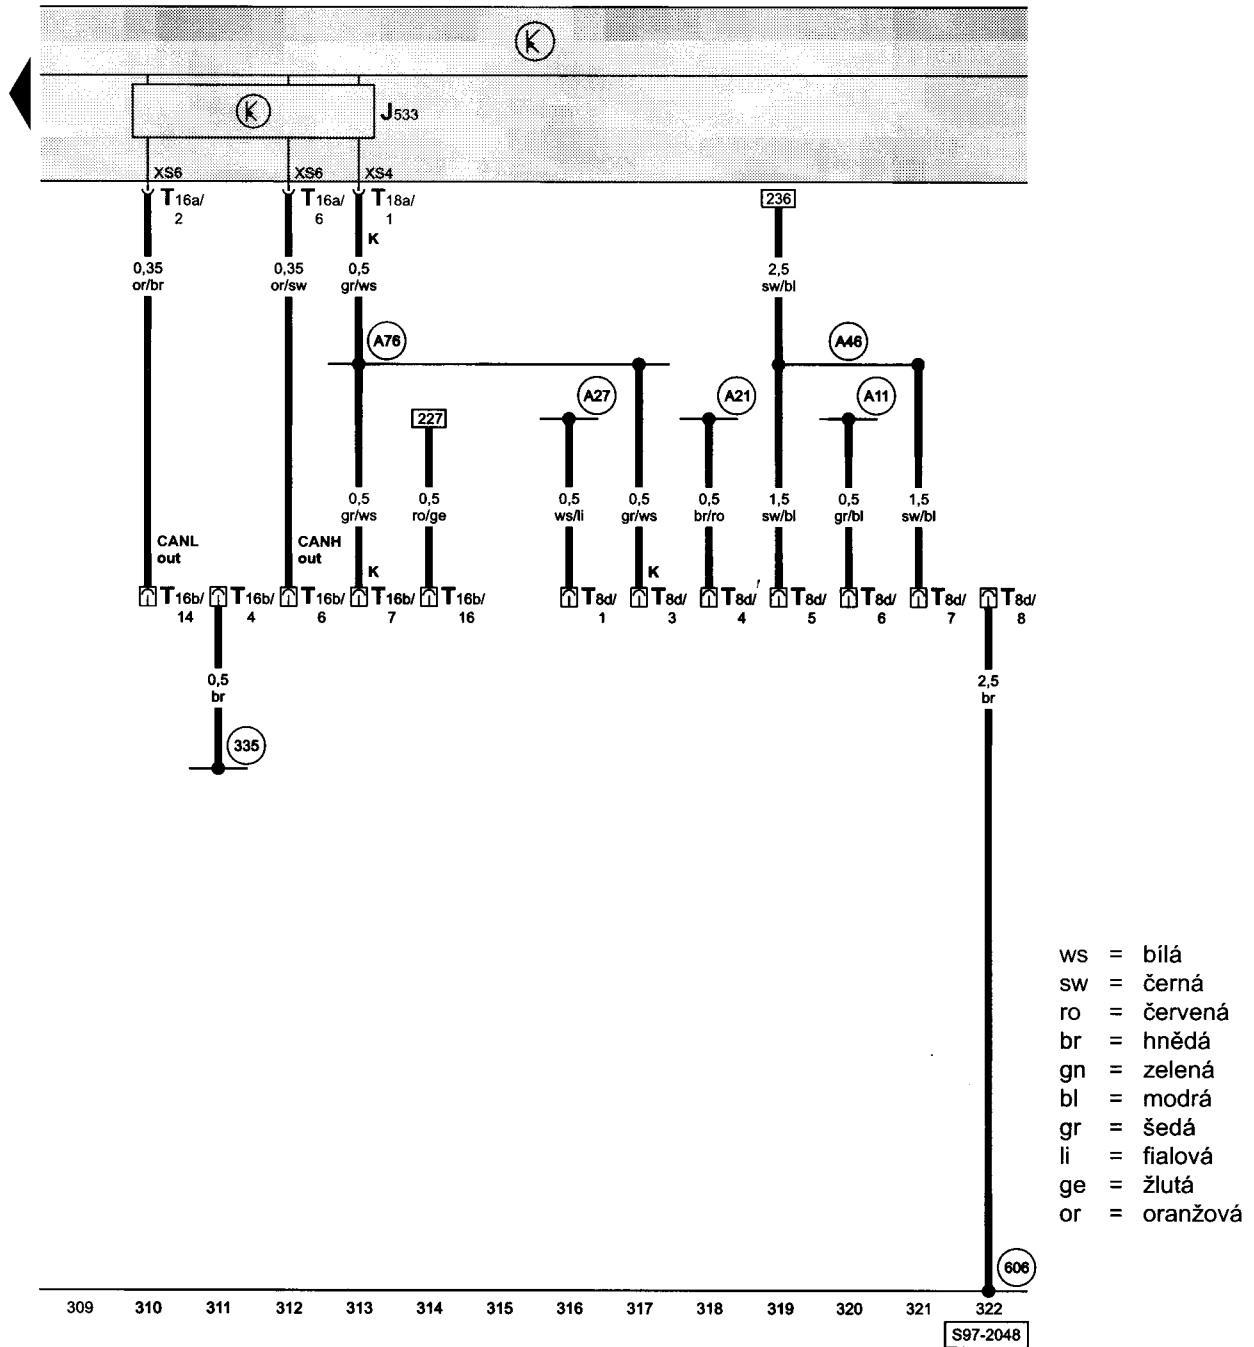 K
K
J533
XS6 XS6 XS4
T16a/ T16a/ T18a/ 236
2 6 1
K
0,35 0,35 0,5 2,5
or/br or/sw gr/ws sw/bl
A76 A46
A27 A21 A11
227
0,5 0,5 0,5 0,5 0,5 1,5 0,5 1,5
gr/ws ro/ge ws/li gr/ws br/ro sw/bl gr/bl sw/bl
CANL CANH
out out
K K
T16b/ T16b/ T16b/ T16b/ T16b/ T8d/ T8d/ T8d/ T8d/ T8d/ T8d/ T8d/
14 4 6 7 16 1 3 4 5 6 7 8
0,5 2,5
br br
335
ws = bílá
sw = černá
ro = červená
br = hnědá
gn = zelená
bl = modrá
gr = šedá
li = fialová
ge = žlutá
or = oranžová
606
309 310 311 312 313 314 315 316 317 318 319 320 321 322
S97-2048